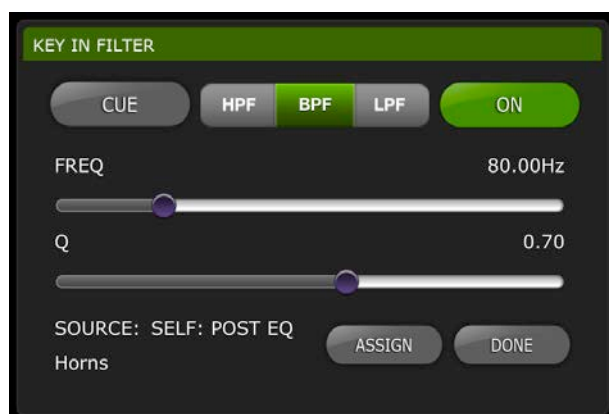 KEY IN FILTER
CUE HPF BPF LPF ON
FREQ 80.00Hz
Q 0.70
SOURCE: SELF: POST EQ
Horns
ASSIGN DONE